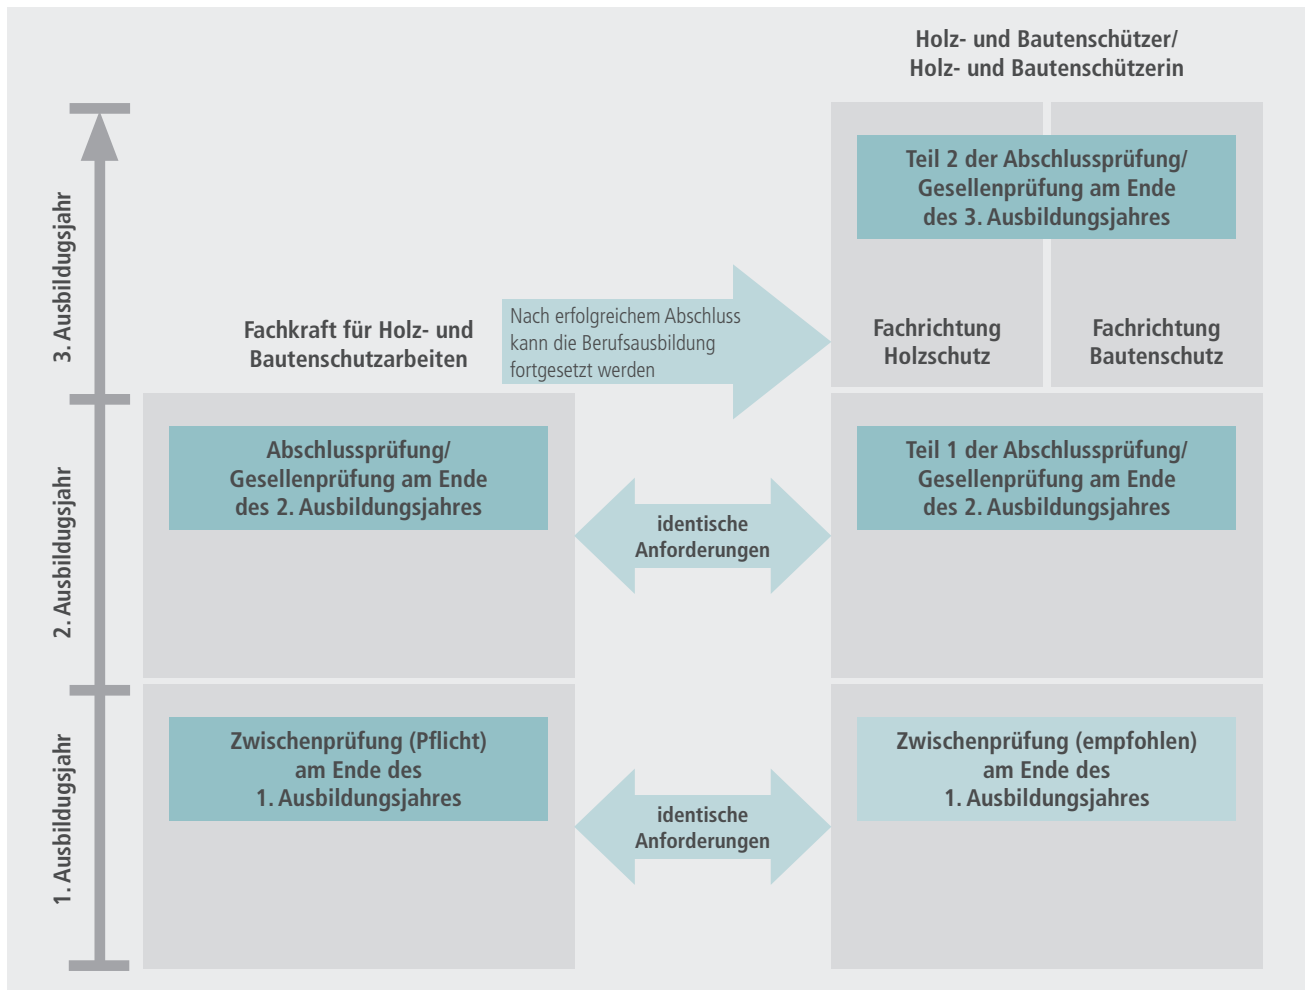 Holz- und Bautenschützer/
Holz- und Bautenschützerin
3. Ausbildugsjahr
Teil 2 der Abschlussprüfung/
Gesellenprüfung am Ende
des 3. Ausbildungsjahres
Fachkraft für Holz- und
Bautenschutzarbeiten
Nach erfolgreichem Abschluss
kann die Berufsausbildung
fortgesetzt werden
Fachrichtung
Holzschutz
Fachrichtung
Bautenschutz
2. Ausbildugsjahr
Abschlussprüfung/
Gesellenprüfung am Ende
des 2. Ausbildungsjahres
identische
Anforderungen
Teil 1 der Abschlussprüfung/
Gesellenprüfung am Ende
des 2. Ausbildungsjahres
1. Ausbildugsjahr
Zwischenprüfung (Pflicht)
am Ende des
1. Ausbildungsjahres
identische
Anforderungen
Zwischenprüfung (empfohlen)
am Ende des
1. Ausbildungsjahres